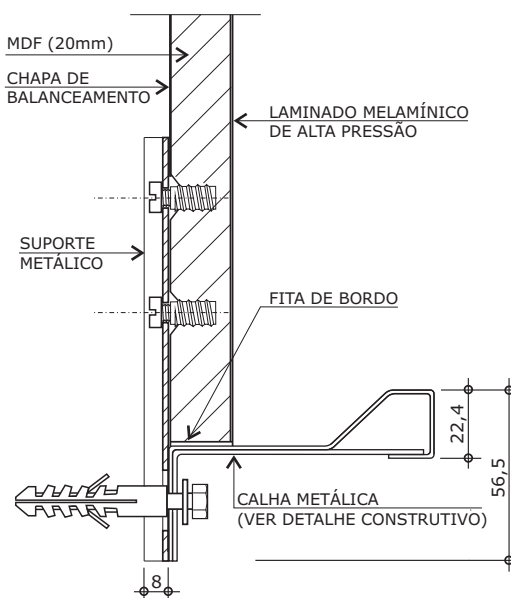 MDF (20mm)
CHAPA DE
BALANCEAMENTO
LAMINADO MELAMÍNICO
DE ALTA PRESSÃO
SUPORTE
METÁLICO
FITA DE BORDO
22,4
56,5
CALHA METÁLICA
(VER DETALHE CONSTRUTIVO)
8